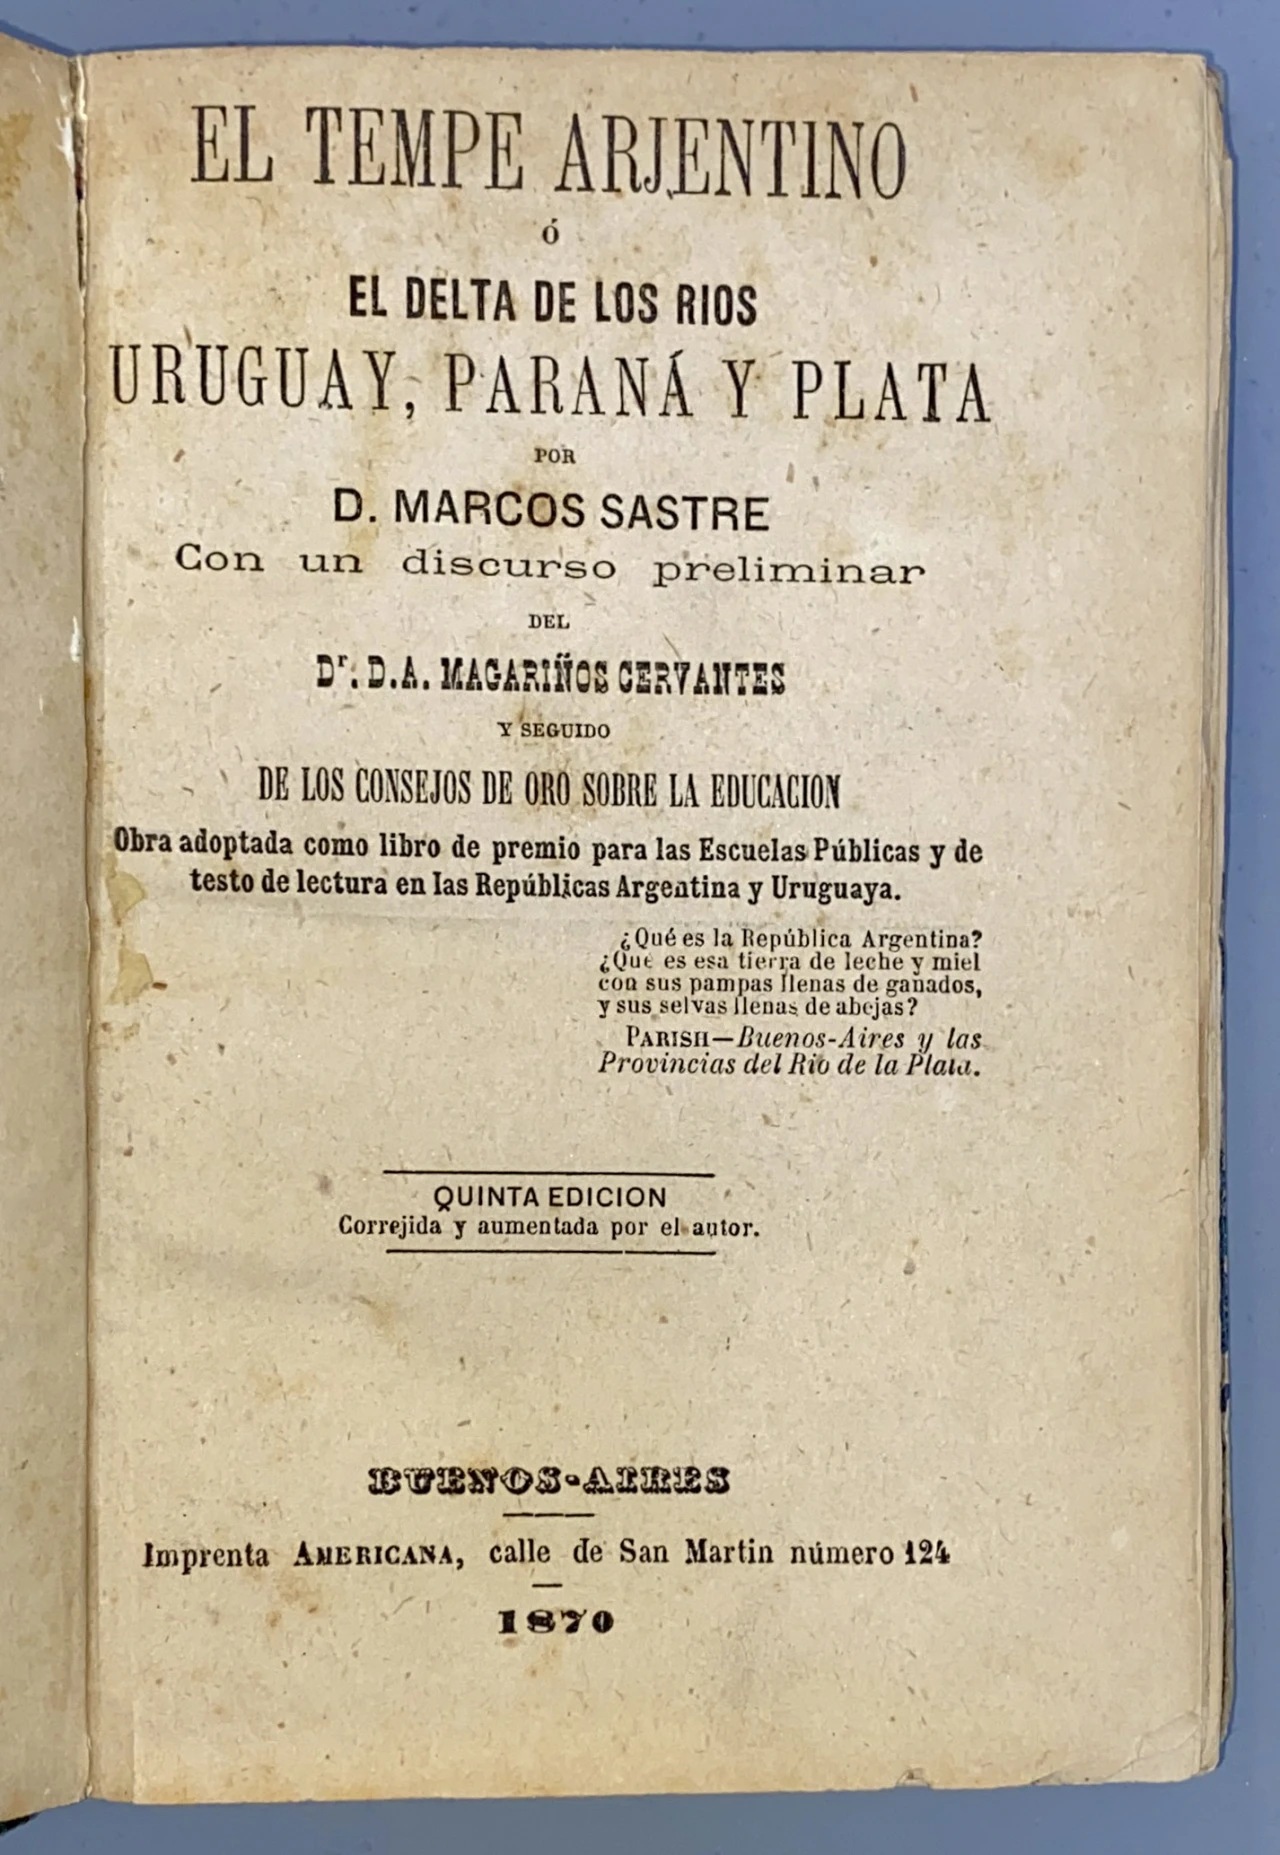 EL TEMPE ARJENTINO
ó
EL DELTA DE LOS RIOS
URUGUAY, PARANÁ Y PLATA
POR
D. MARCOS SASTRE
Con un discurso preliminar
DEL
Dr. D.A. MAGARIÑOS CERVANTES
Y SEGUIDO
DE LOS CONSEJOS DE ORO SOBRE LA EDUCACION
Obra adoptada como libro de premio para las Escuelas Públicas y de
testo de lectura en las Repúblicas Argentina y Uruguaya.
¿Qué es la República Argentina?
¿Que es esa tierra de leche y miel
con sus pampas llenas de ganados,
y sus selvas llenas de abejas?
PARISH—Buenos-Aires y las
Provincias del Rio de la Plata.
QUINTA EDICION
Correjida y aumentada por el autor.
BUENOS-AIRES
Imprenta AMERICANA, calle de San Martin número 124
1870